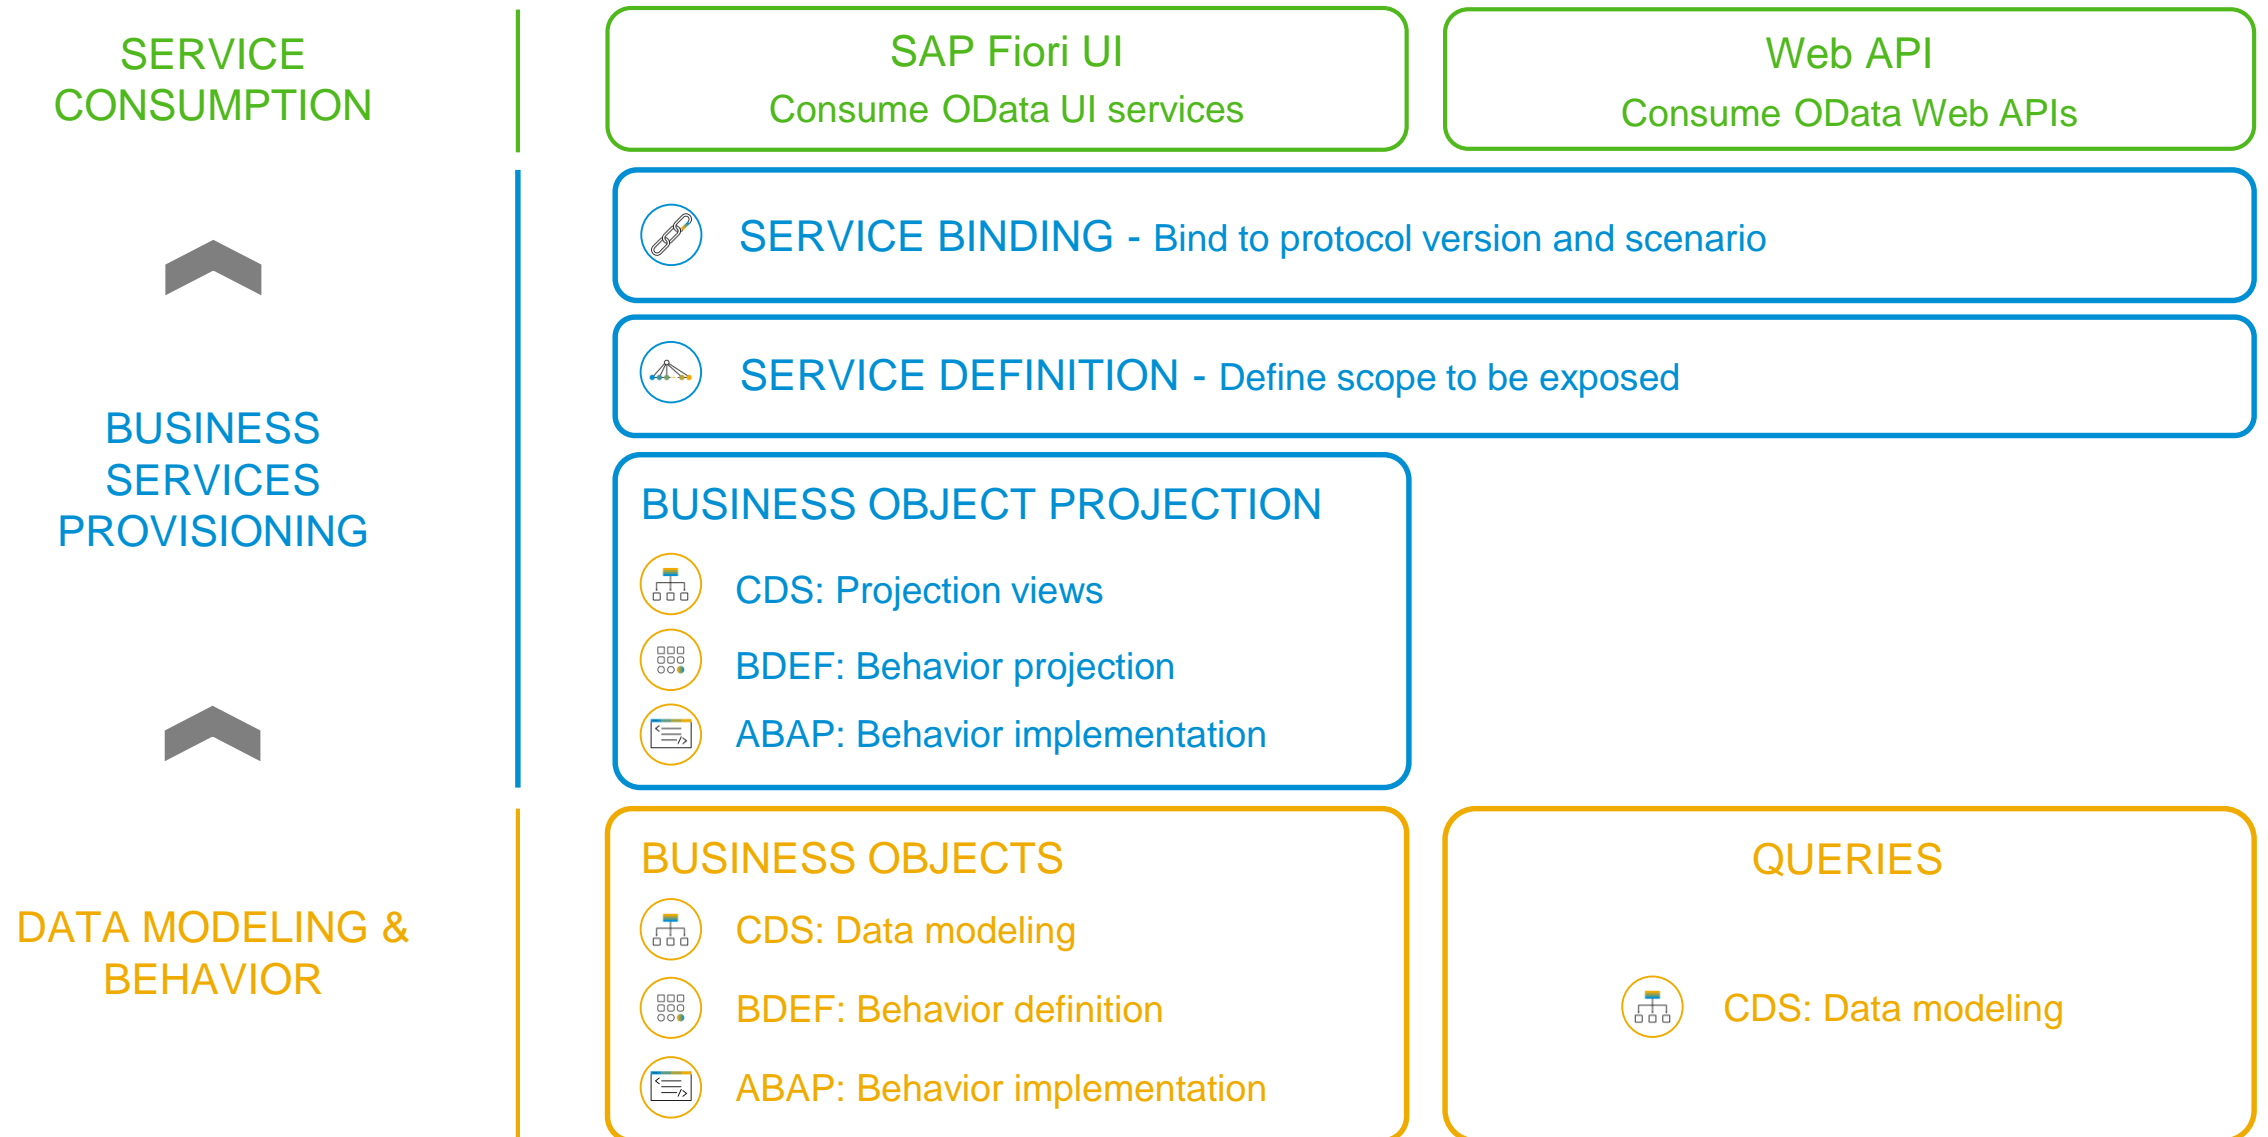 SERVICE
CONSUMPTION
SAP Fiori UI
Consume OData UI services
Web API
Consume OData Web APIs
SERVICE BINDING - Bind to protocol version and scenario
SERVICE DEFINITION - Define scope to be exposed
BUSINESS
SERVICES
PROVISIONING
BUSINESS OBJECT PROJECTION
CDS: Projection views
BDEF: Behavior projection
ABAP: Behavior implementation
DATA MODELING &
BEHAVIOR
BUSINESS OBJECTS
CDS: Data modeling
BDEF: Behavior definition
ABAP: Behavior implementation
QUERIES
CDS: Data modeling